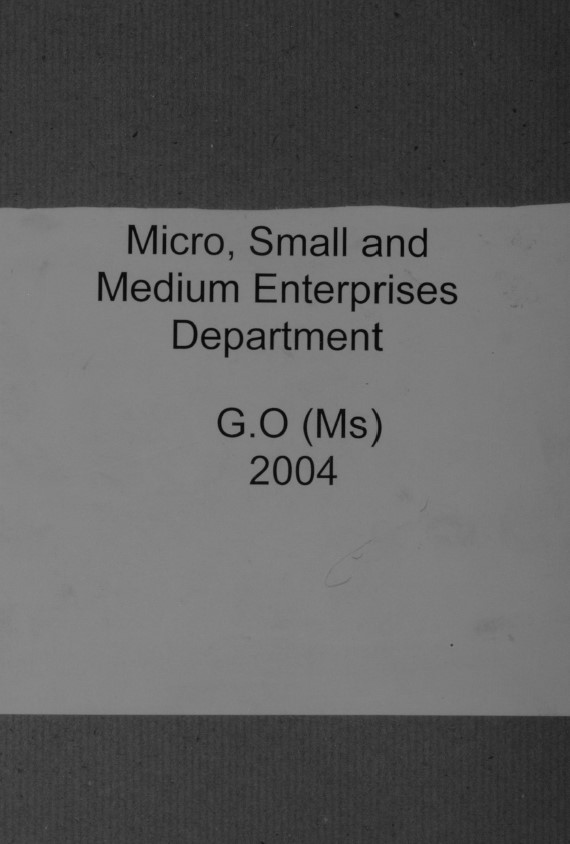 Micro, Small and
Medium Enterprises
Department
G.O (Ms)
2004